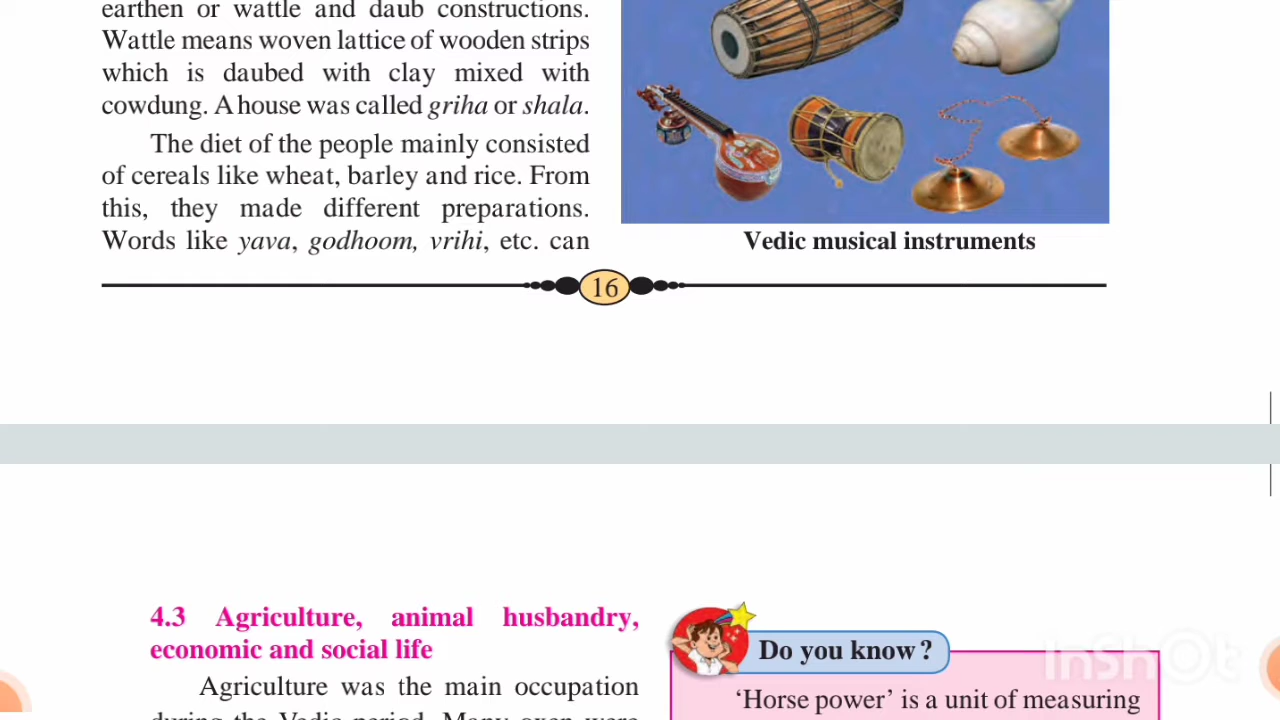 earthen or wattle and daub constructions.
Wattle means woven lattice of wooden strips
which is daubed with clay mixed with
cowdung. A house was called griha or shala.
The diet of the people mainly consisted
of cereals like wheat, barley and rice. From
this, they made different preparations.
Words like yava, godhoom, vrihi, etc. can
Vedic musical instruments
16
4.3 Agriculture, animal husbandry,
economic and social life
Agriculture was the main occupation
during the Vedic period. Many oxen were
Do you know?
‘Horse power’ is a unit of measuring
InShOt